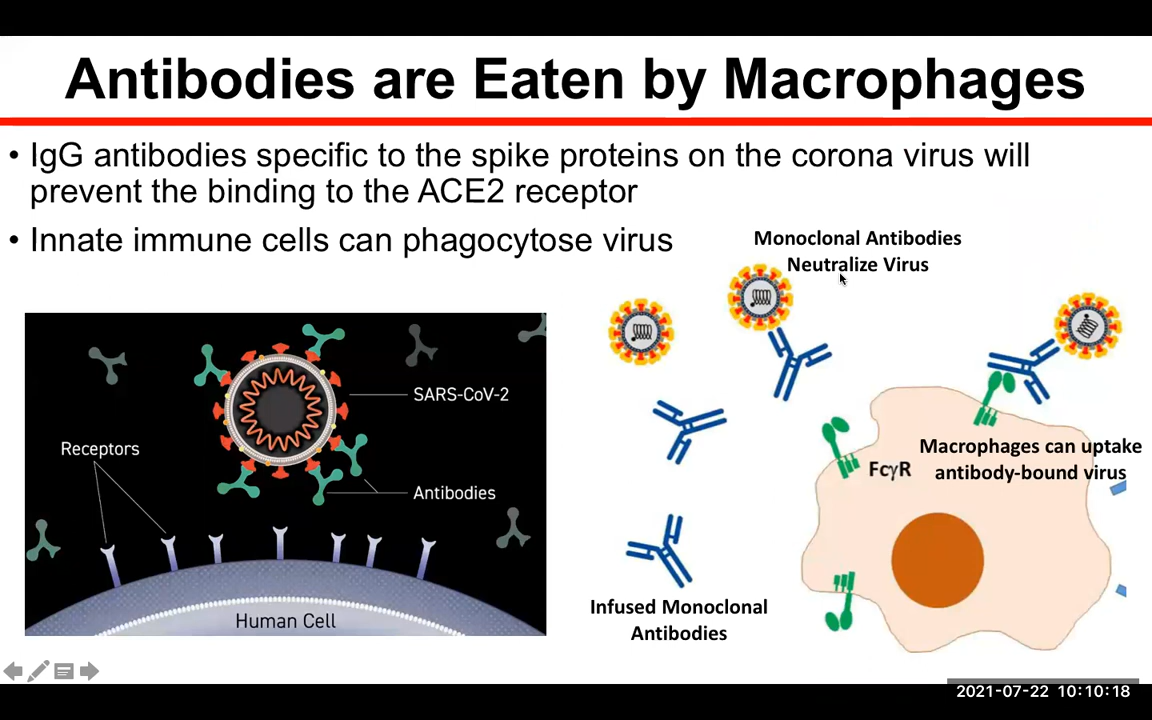 Antibodies are Eaten by Macrophages
• IgG antibodies specific to the spike proteins on the corona virus will
prevent the binding to the ACE2 receptor
• Innate immune cells can phagocytose virus
Monoclonal Antibodies
Neutralize Virus
SARS-CoV-2
Receptors
Antibodies
Human Cell
Macrophages can uptake
antibody-bound virus
FcγR
Infused Monoclonal
Antibodies
2021-07-22 10:10:18